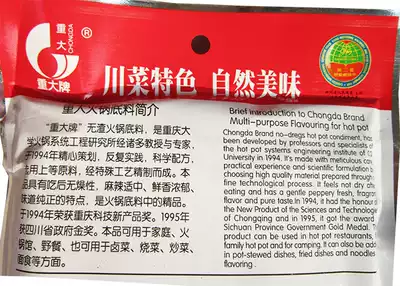 重大
CHONGDA
®
重大牌
川菜特色 自然美味
重大火锅底料简介
"重大牌"无渣火锅底料，是重庆大
学火锅系统工程研究所经诸多教授与专家，
于1994年精心策划，反复实践，科学配方，
选用上等原料，经特殊工艺精制而成。本
品具有吃后无燥性，麻辣适中，鲜香浓郁，
味道纯正的特点，是火锅底料中的精品。
于1994年荣获重庆科技新产品奖。1995年
获四川省政府金奖。本产品可用于家庭，火
锅馆、野餐、也可用于卤菜、烧菜、炒菜、
面食等方面。
Brief Introduction to Chongda Brand
Multi-purpose Flavouring for hot pot
Chongda Brand no-dregs hot pot condiment, has
been developed by professors and specialists of
the hot pot systems engineering institute of CQ
University in 1994. It's made with meticulous care,
practical experience and scientific formulation by
choosing high quality material prepared through
fine technological process. it feels not dry after
eating and has a gentle peppery fresh, fragrant
flavor and pure taste in 1994, it had the honour of
the New Product of the Sciences and Technology
of Chongqing and in 1995, it got the award
Sichuan Province Government Gold Medal. The
product can be used in hot pot restaurants,
family hot pot and for camping. It can also be add
in pot-stewed dishes, fried dishes and noodles
flavoring .